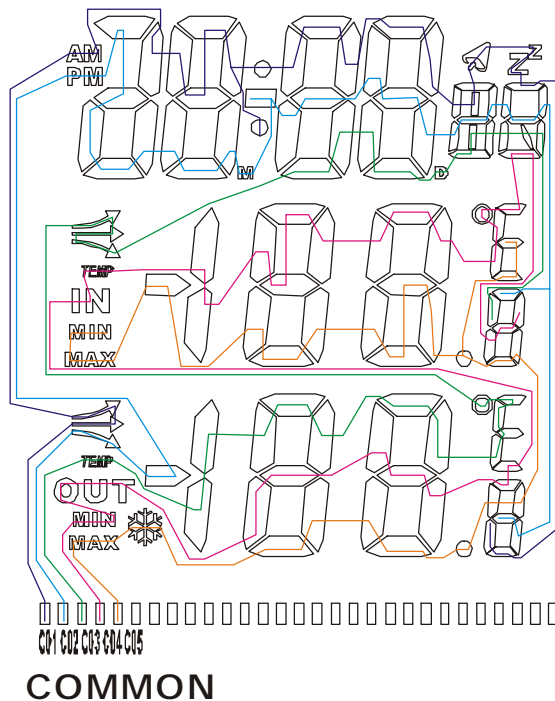 AM
PM
M D
TEMP
IN
MIN
MAX
TEMP
OUT
MIN
MAX
C01 C02 C03 C04 C05
COMMON